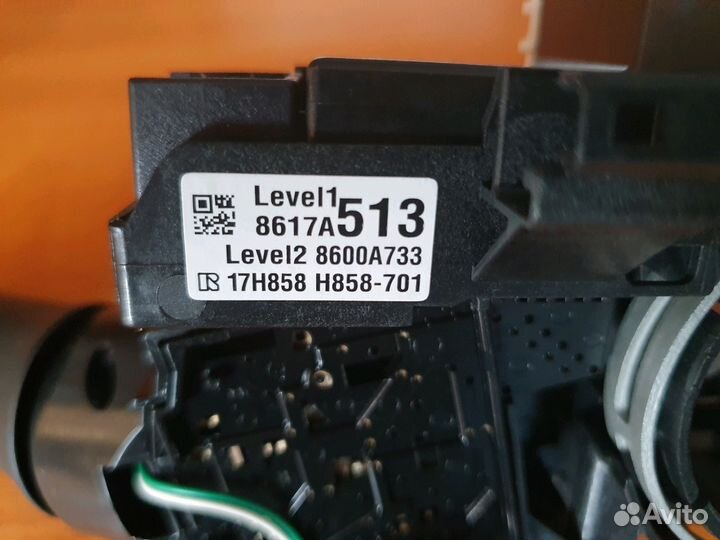 Level1
8617A513
Level2 8600A733
R 17H858 H858-701
Avito